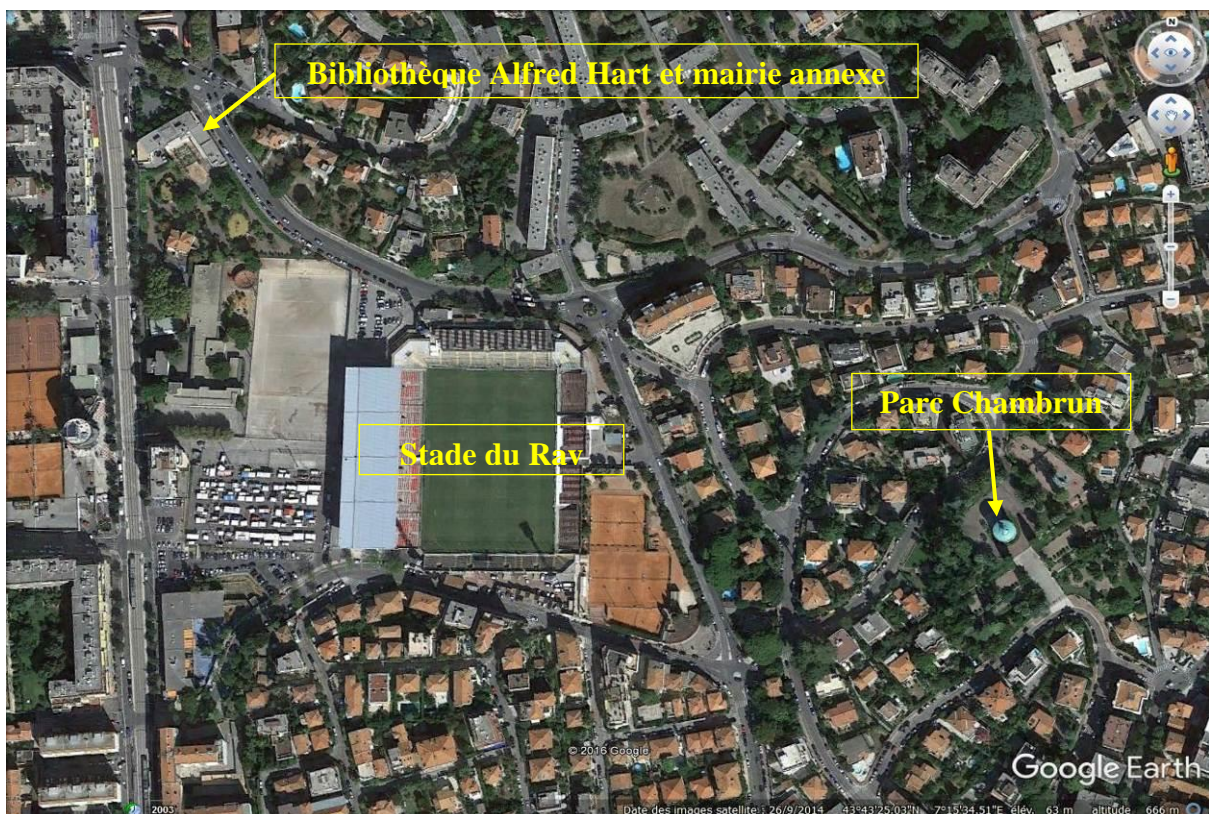 N
Bibliothèque Alfred Hart et mairie annexe
Parc Chambrun
Stade du Rav
© 2016 Google
Google Earth
2003
Date des images satellite : 26/9/2014 43°43'25.03"N 7°15'34.51"E élév. 63 m altitude 666 m